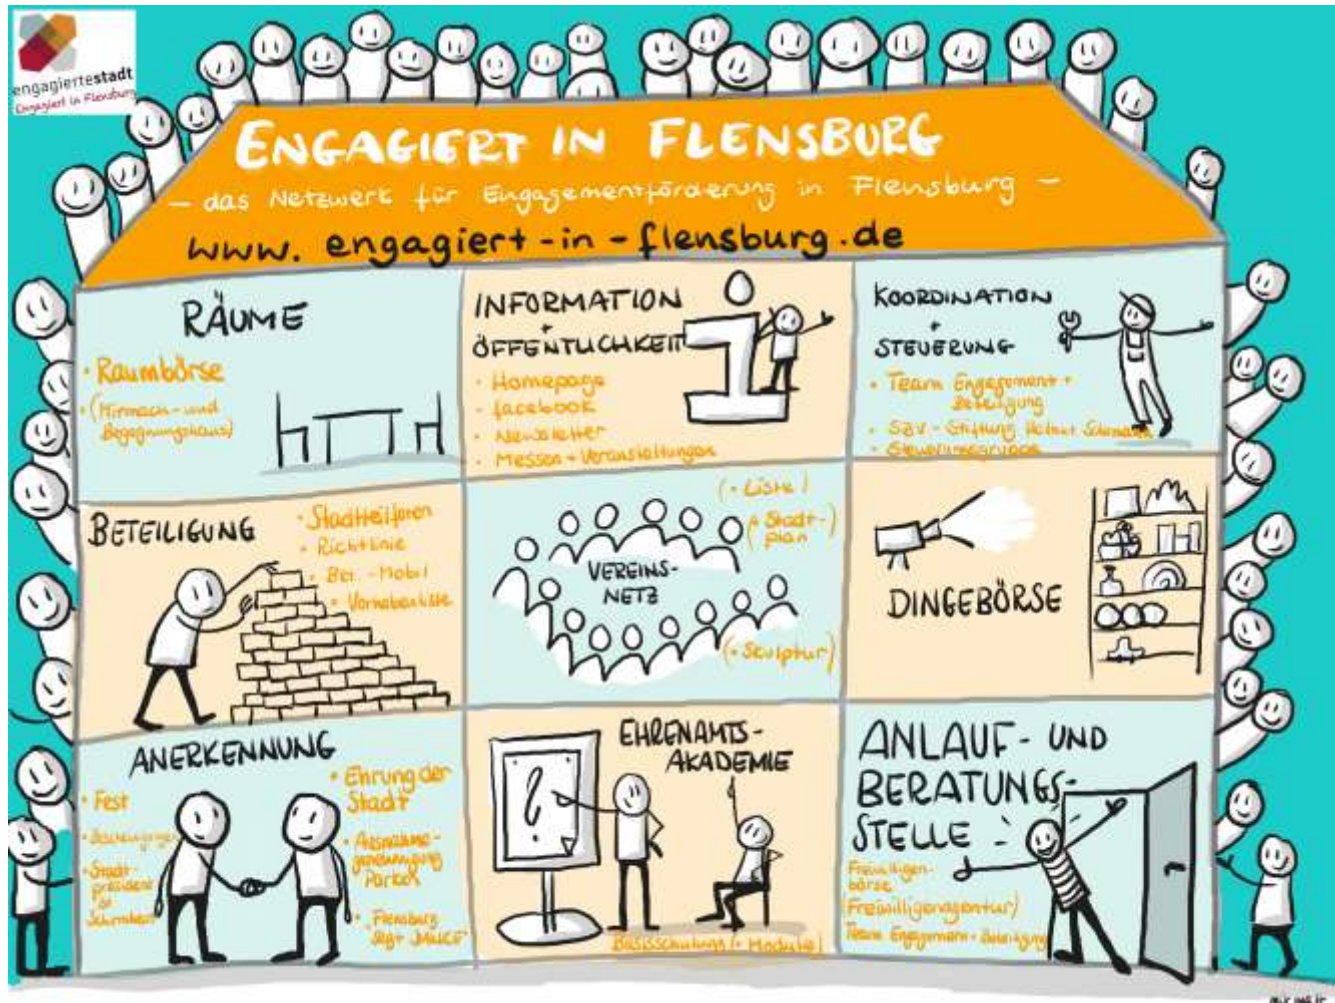 engagiertestadt
Engagiert in Flensburg
ENGAGIERT IN FLENSBURG
- das Netzwerk für Engagementförderung in Flensburg -
www.engagiert-in-flensburg.de
RÄUME
• Raumbörse
• (Mitmach- und
Begegnungshaus)
INFORMATION
+
ÖFFENTLICHKEIT
• Homepage
• facebook
• Newsletter
• Messen + Veranstaltungen
KOORDINATION
+
STEUERUNG
• Team Engagement +
Beteiligung
• SBV - Stiftung Helmut Schumann
• Steuerungsgruppe
BETEILIGUNG
• Stadtteilforen
• Richtlinie
• Bet. - Mobil
• Vorhabenliste
VEREINS-
NETZ
(• Liste)
(• Stadt-
plan)
(• Skulptur)
DINGEBÖRSE
ANERKENNUNG
• Fest
• Stadt-
präsident
Schirmherr
• Ehrung der
Stadt
• Ausnahme-
genehmigung
Parken
• "Flensburg
sagt DANKE"
EHRENAMTS-
AKADEMIE
Basisschulung (+ Module)
ANLAUF- UND
BERATUNGS-
STELLE
Freiwilligen-
börse
(Freiwilligenagentur)
Team Engagement + Beteiligung